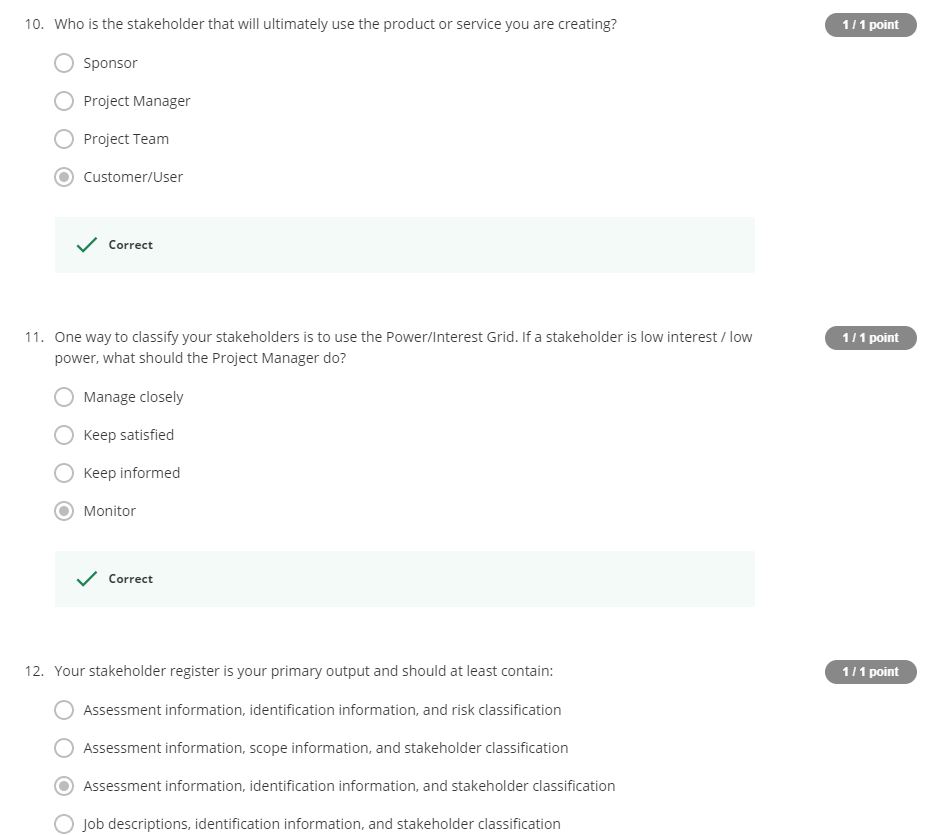 10. Who is the stakeholder that will ultimately use the product or service you are creating?
1 / 1 point
Sponsor
Project Manager
Project Team
Customer/User
Correct
11. One way to classify your stakeholders is to use the Power/Interest Grid. If a stakeholder is low interest / low
power, what should the Project Manager do?
1 / 1 point
Manage closely
Keep satisfied
Keep informed
Monitor
Correct
12. Your stakeholder register is your primary output and should at least contain:
1 / 1 point
Assessment information, identification information, and risk classification
Assessment information, scope information, and stakeholder classification
Assessment information, identification information, and stakeholder classification
Job descriptions, identification information, and stakeholder classification